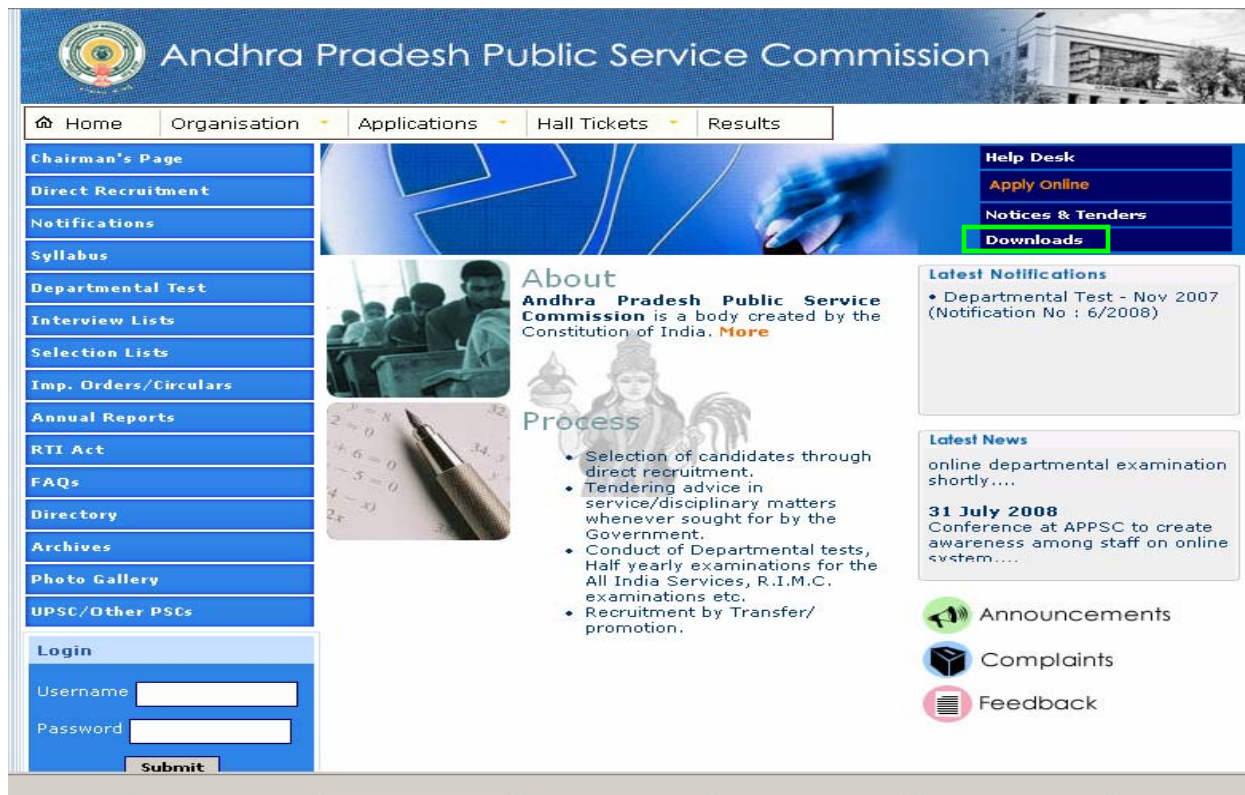 Andhra Pradesh Public Service Commission
Home
Organisation
Applications
Hall Tickets
Results
Chairman's Page
Direct Recruitment
Notifications
Syllabus
Departmental Test
Interview Lists
Selection Lists
Imp. Orders/Circulars
Annual Reports
RTI Act
FAQs
Directory
Archives
Photo Gallery
UPSC/Other PSCs
Login
Username
Password
Submit
About
Andhra Pradesh Public Service
Commission is a body created by the
Constitution of India. More
Process
• Selection of candidates through
direct recruitment.
• Tendering advice in
service/disciplinary matters
whenever sought for by the
Government.
• Conduct of Departmental tests,
Half yearly examinations for the
All India Services, R.I.M.C.
examinations etc.
• Recruitment by Transfer/
promotion.
Help Desk
Apply Online
Notices & Tenders
Downloads
Latest Notifications
• Departmental Test - Nov 2007
(Notification No : 6/2008)
Latest News
online departmental examination
shortly....
31 July 2008
Conference at APPSC to create
awareness among staff on online
system....
Announcements
Complaints
Feedback